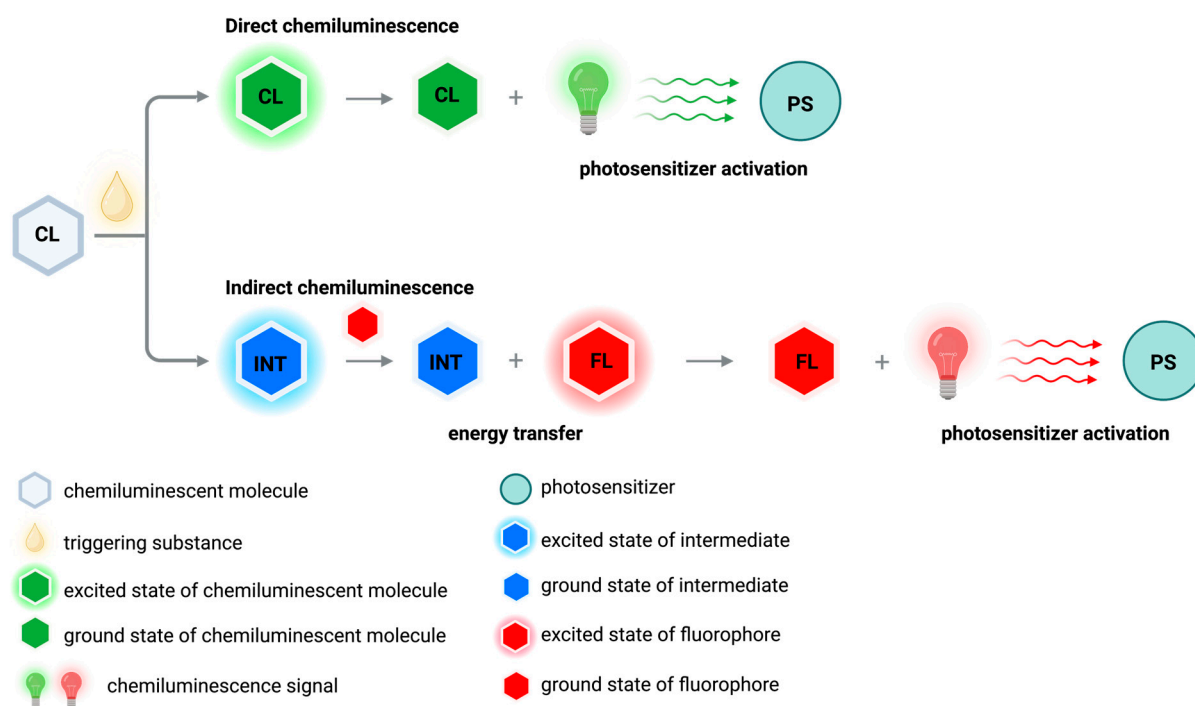 Direct chemiluminescence
CL
CL
+
PS
photosensitizer activation
CL
Indirect chemiluminescence
INT
INT
+
FL
FL
+
PS
energy transfer
photosensitizer activation
chemiluminescent molecule
triggering substance
excited state of chemiluminescent molecule
ground state of chemiluminescent molecule
chemiluminescence signal
photosensitizer
excited state of intermediate
ground state of intermediate
excited state of fluorophore
ground state of fluorophore